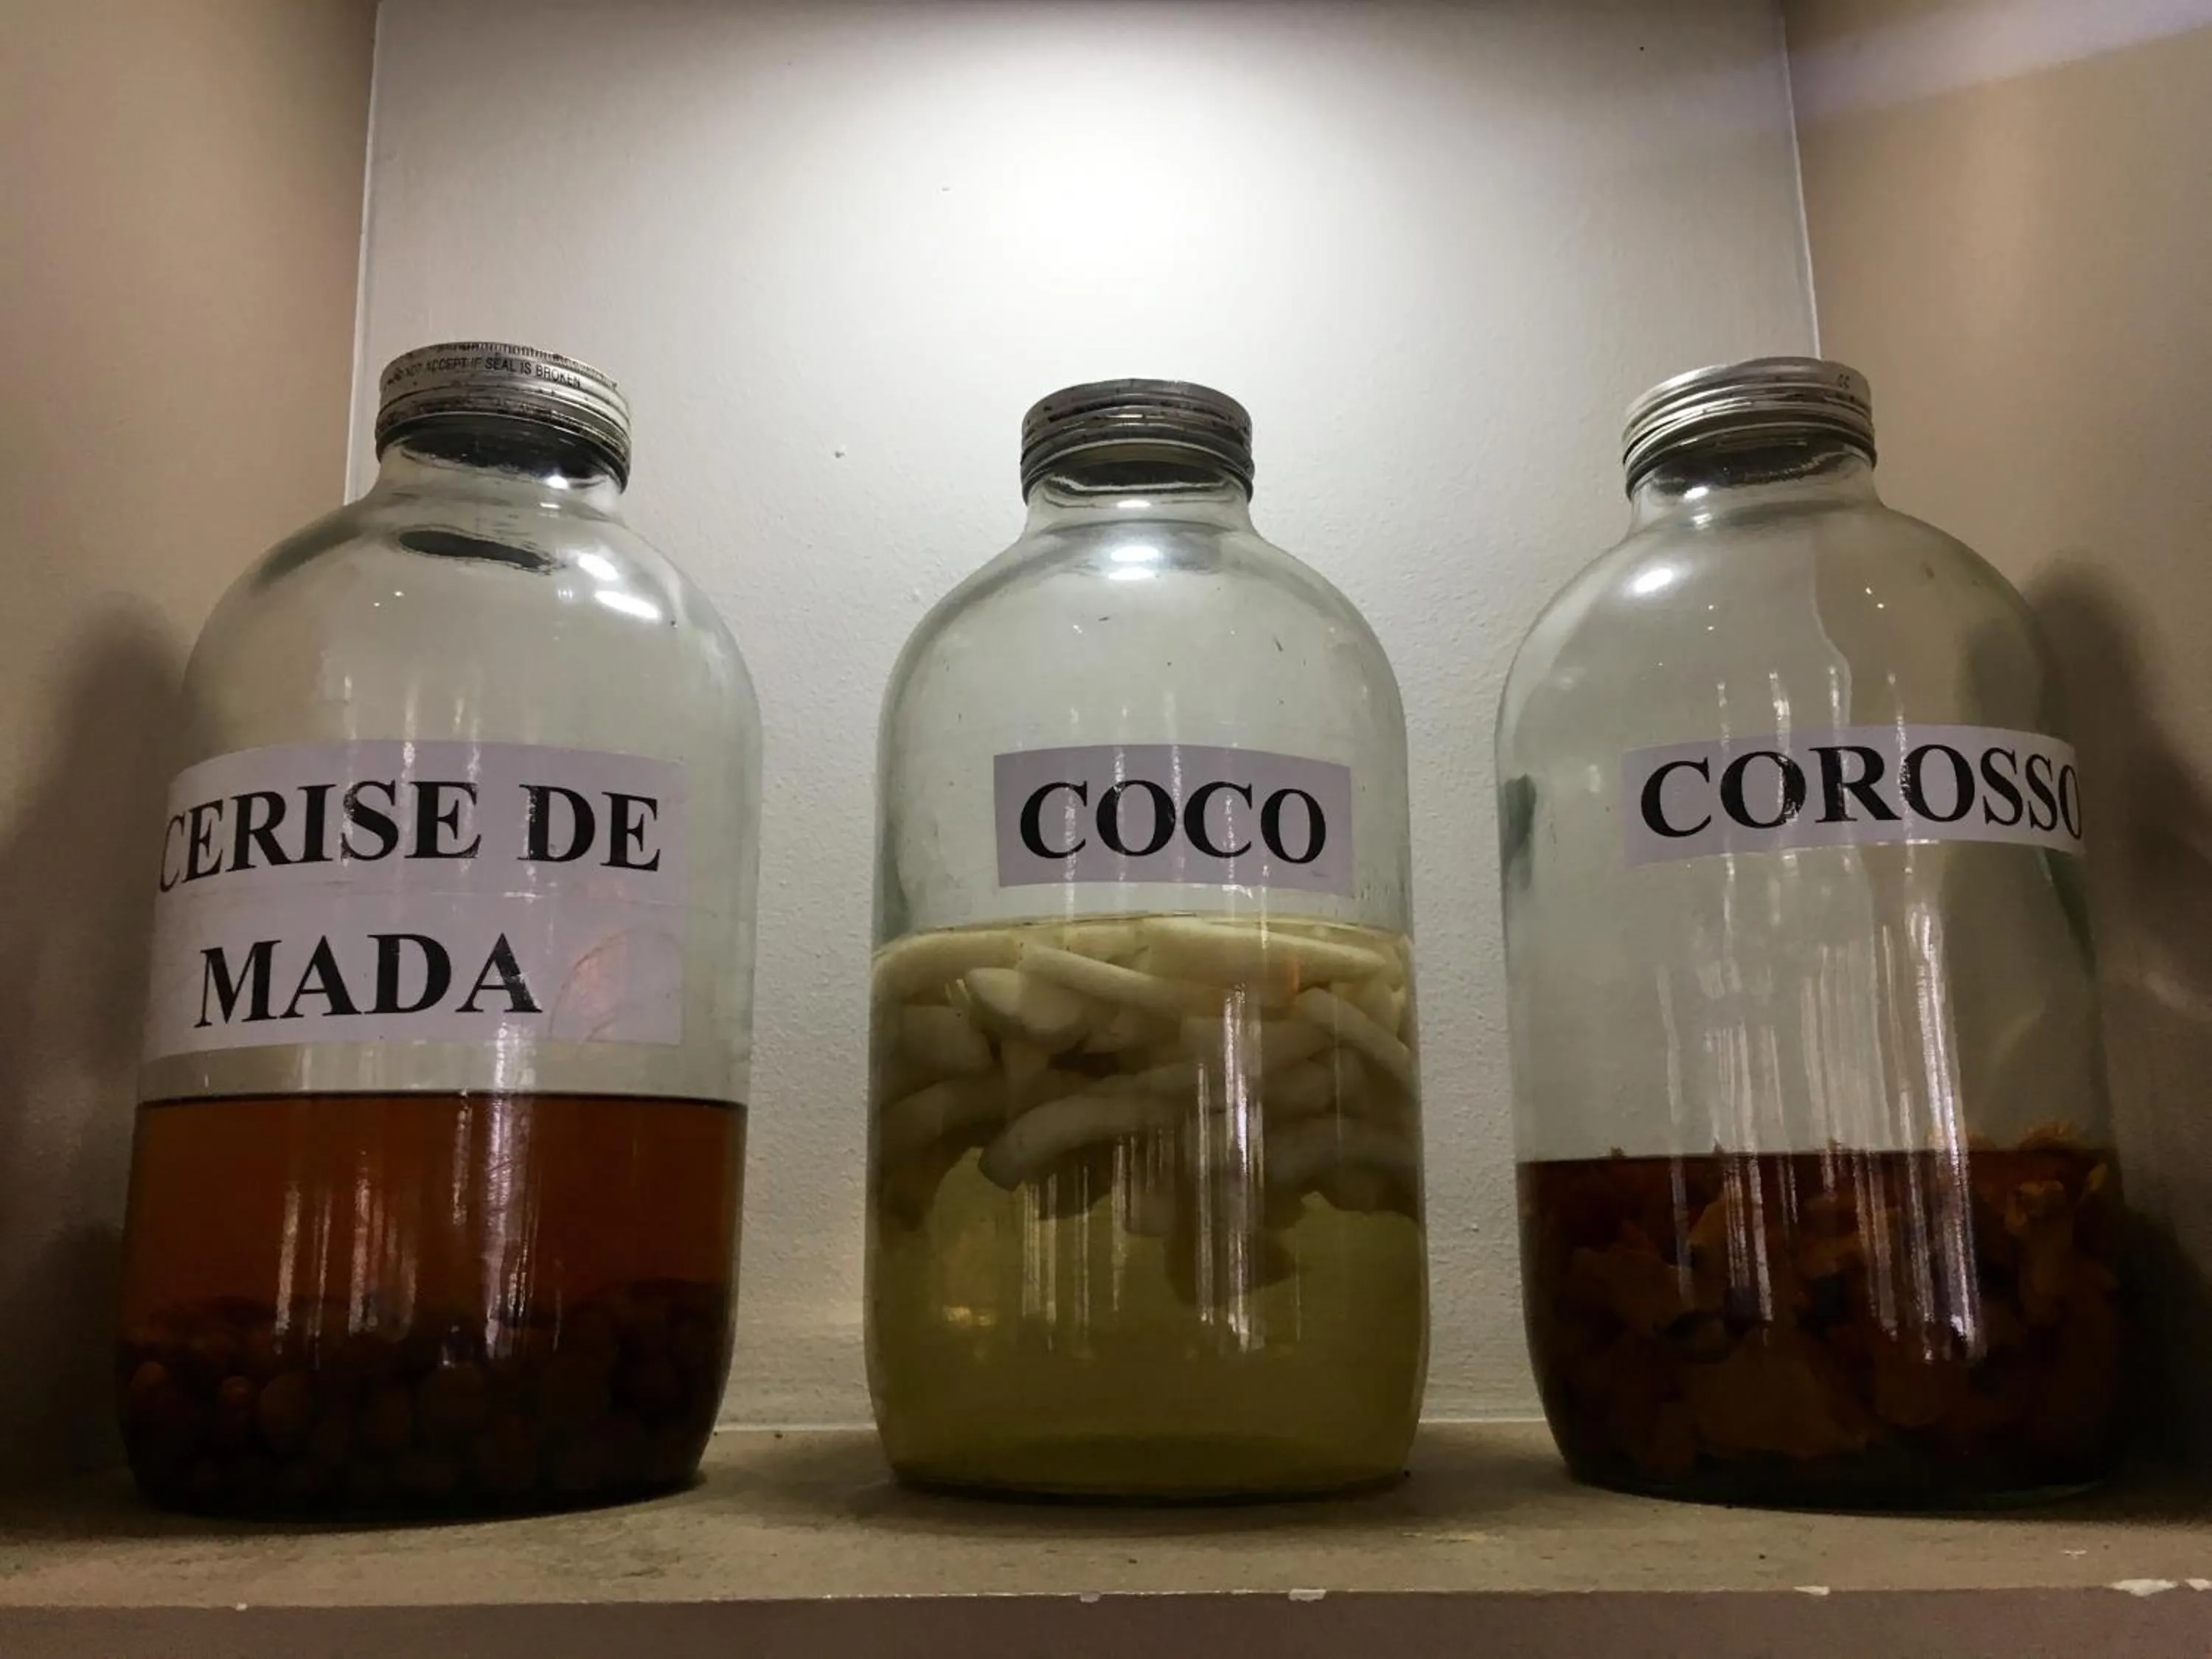 DO NOT ACCEPT IF SEAL IS BROKEN
CERISE DE
MADA
COCO
COROSSO